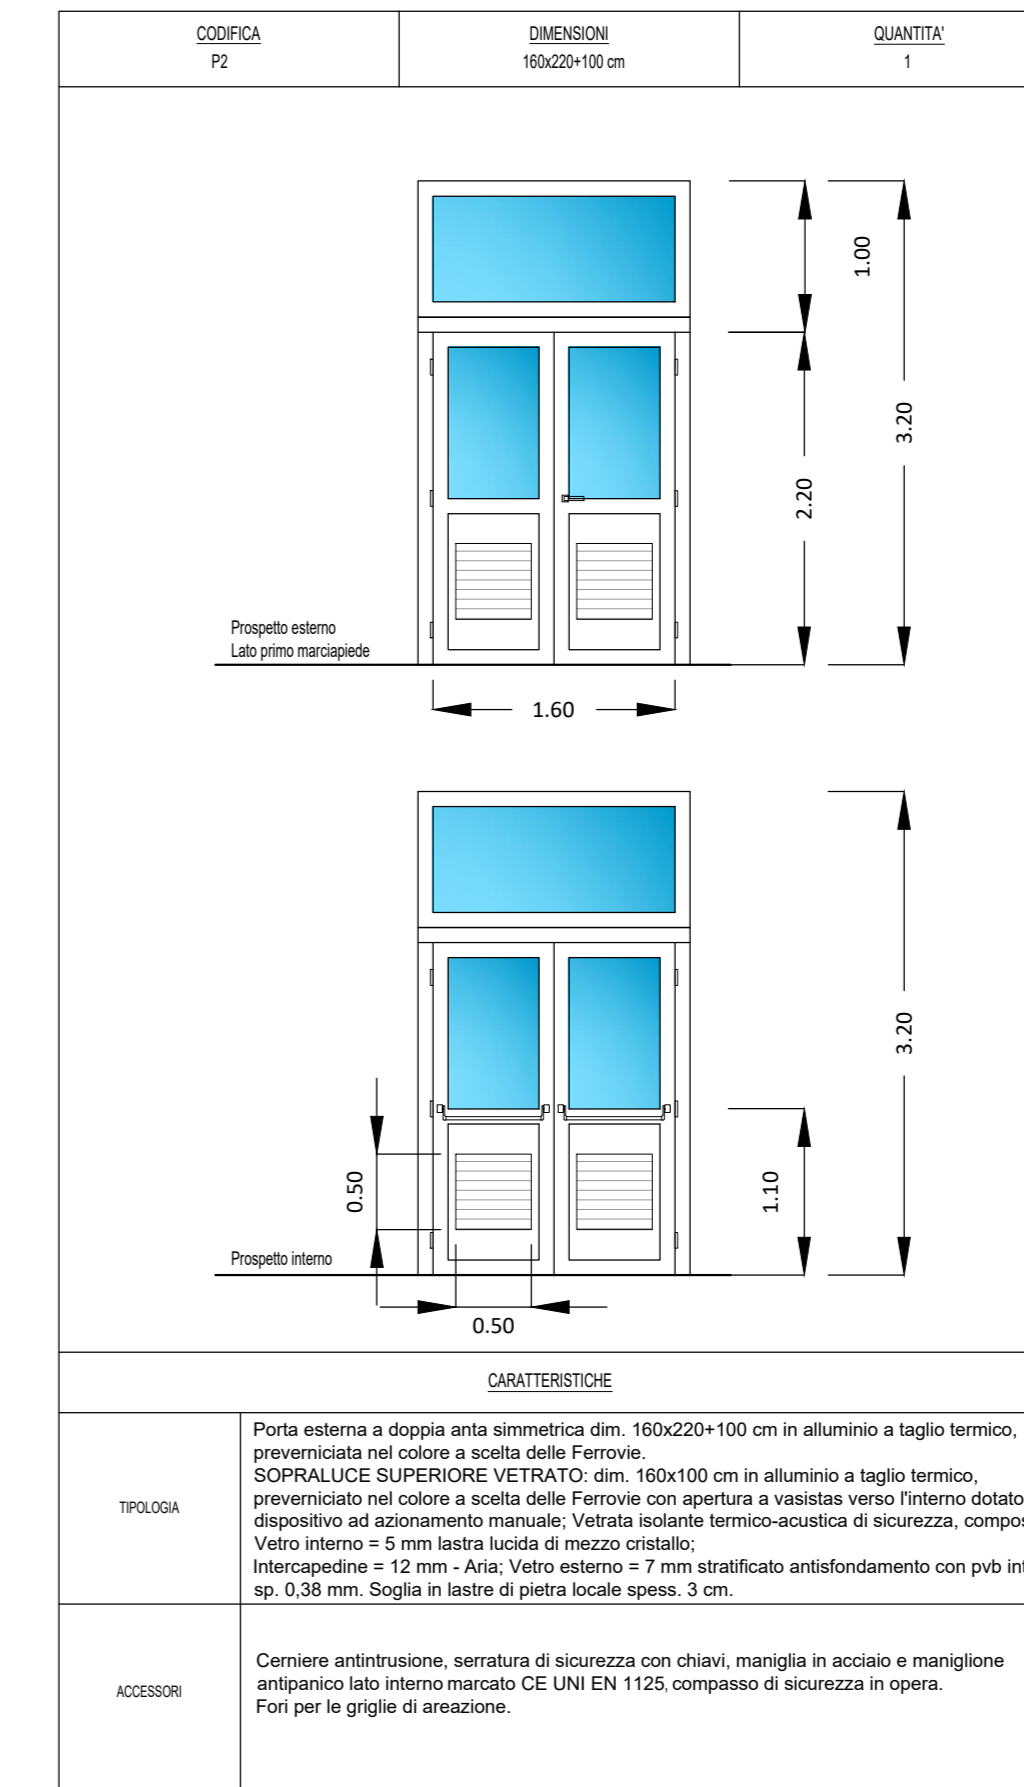 CODIFICA
P2
DIMENSIONI
160x220+100 cm
QUANTITA'
1
1.00
3.20
2.20
Prospetto esterno
Lato primo marciapiede
1.60
3.20
0.50
1.10
Prospetto interno
0.50
CARATTERISTICHE
TIPOLOGIA
Porta esterna a doppia anta simmetrica dim. 160x220+100 cm in alluminio a taglio termico,
preverniciata nel colore a scelta delle Ferrovie.
SOPRALUCE SUPERIORE VETRATO: dim. 160x100 cm in alluminio a taglio termico,
preverniciato nel colore a scelta delle Ferrovie con apertura a vasistas verso l'interno dotato
dispositivo ad azionamento manuale; Vetrata isolante termico-acustica di sicurezza,
Vetro interno = 5 mm lastra lucida di mezzo cristallo;
Intercapedine = 12 mm - Aria; Vetro esterno = 7 mm stratificato antisfondamento con pvb
sp. 0,38 mm. Soglia in lastre di pietra locale spess. 3 cm.
ACCESSORI
Cerniere antintrusione, serratura di sicurezza con chiavi, maniglia in acciaio e maniglione
antipanico lato interno marcato CE UNI EN 1125, compasso di sicurezza in opera.
Fori per le griglie di areazione.